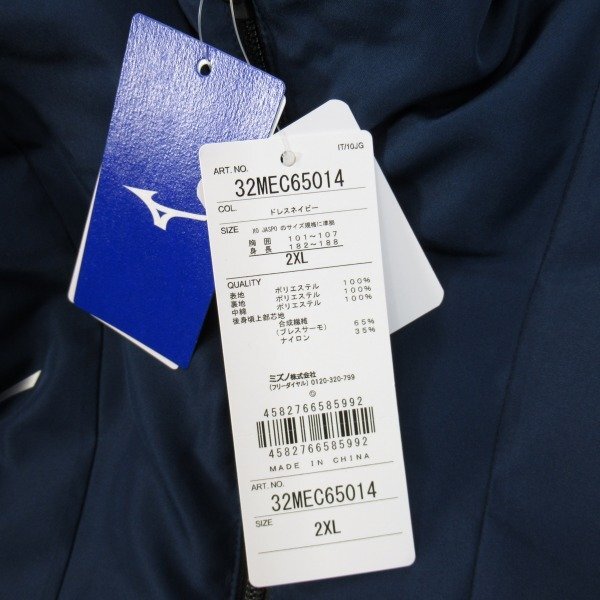 IT/10JG
ART. NO.
32MEC65014
COL.
ドレスネイビー
SIZE
XO JASPO のサイズ規格に準拠
胸 囲 101～107
身 長 182～188
2XL
QUALITY
表地 ポリエステル 100%
裏地 ポリエステル 100%
中綿 ポリエステル 100%
後身頃上部芯地
合成繊維 65%
(ブレスサーモ)
ナイロン 35%
ミズノ株式会社
(フリーダイヤル) 0120-320-799
4582766585992
4582766585992
MADE IN CHINA
ART. NO.
32MEC65014
SIZE
2XL